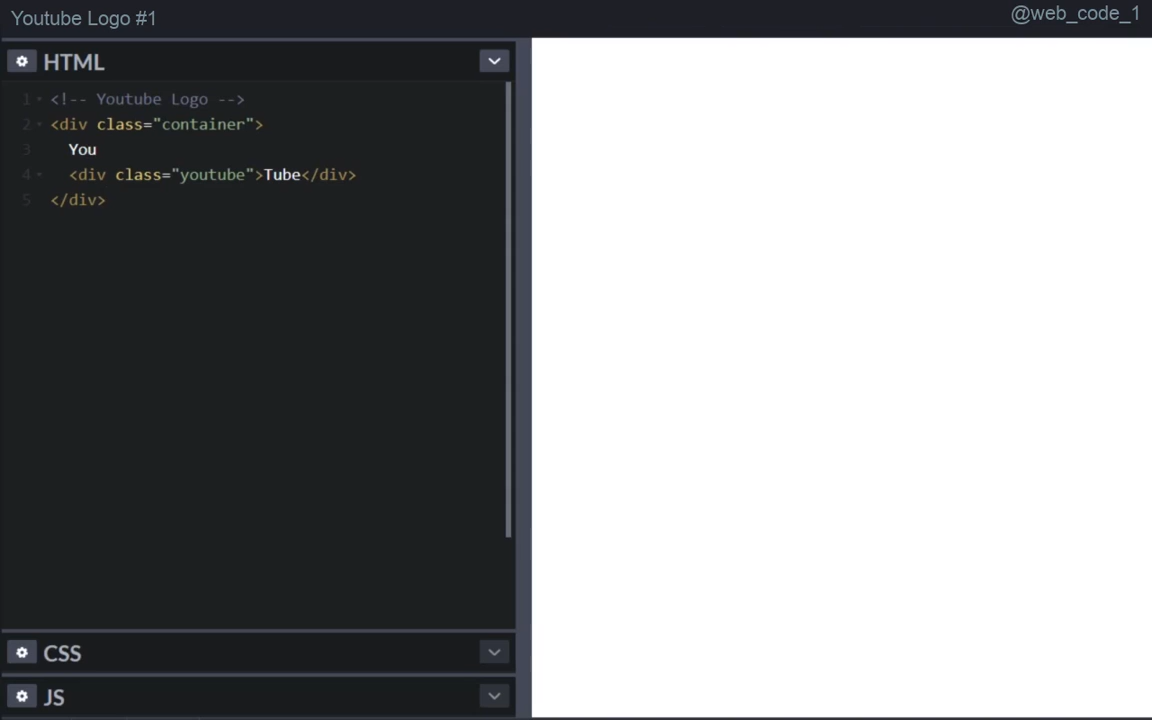 Youtube Logo #1
@web_code_1
HTML
1 <!-- Youtube Logo -->
2 <div class="container">
3 You
4 <div class="youtube">Tube</div>
5 </div>
CSS
JS